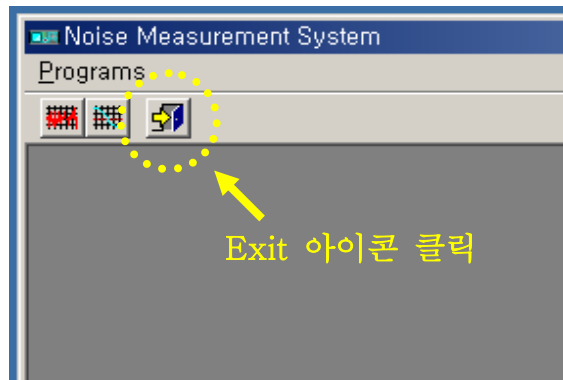 Noise Measurement System
Programs
Exit 아이콘 클릭